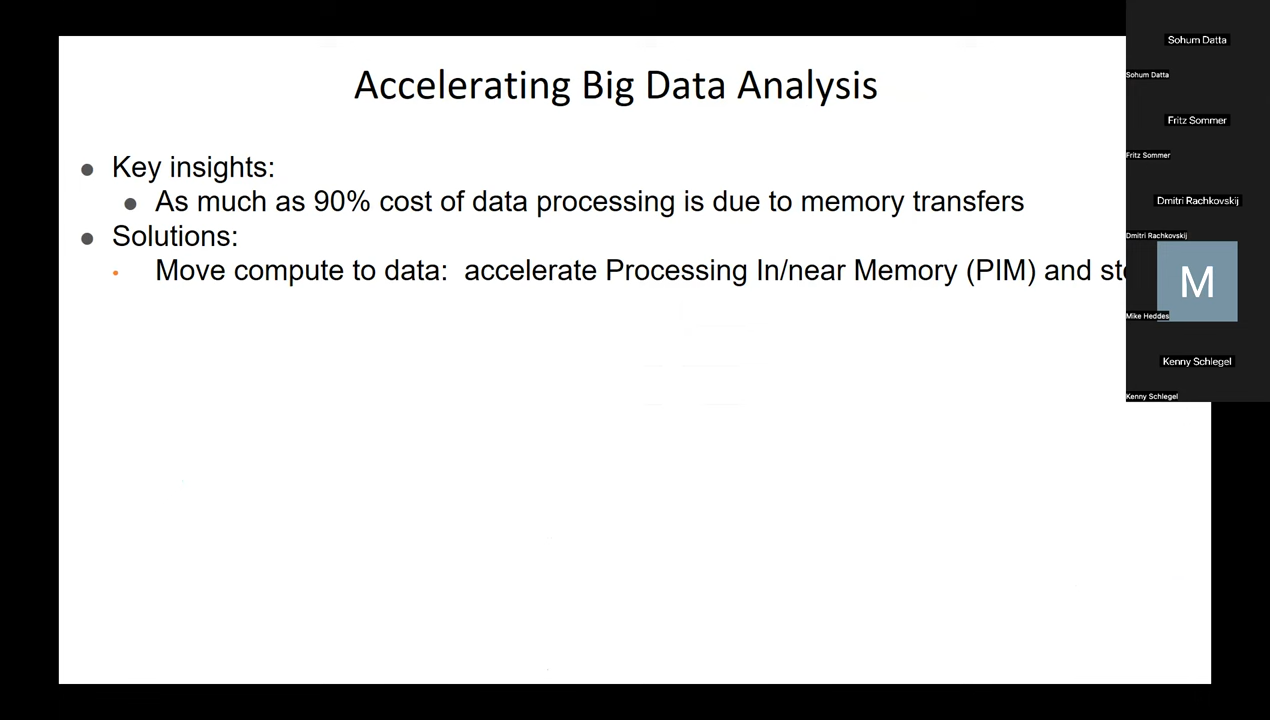 Accelerating Big Data Analysis
Key insights:
As much as 90% cost of data processing is due to memory transfers
Solutions:
Move compute to data: accelerate Processing In/near Memory (PIM) and
Sohum Datta
Sohum Datta
Fritz Sommer
Fritz Sommer
Dmitri Rachkovskij
Dmitri Rachkovskij
M
Mike Heddes
Kenny Schlegel
Kenny Schlegel